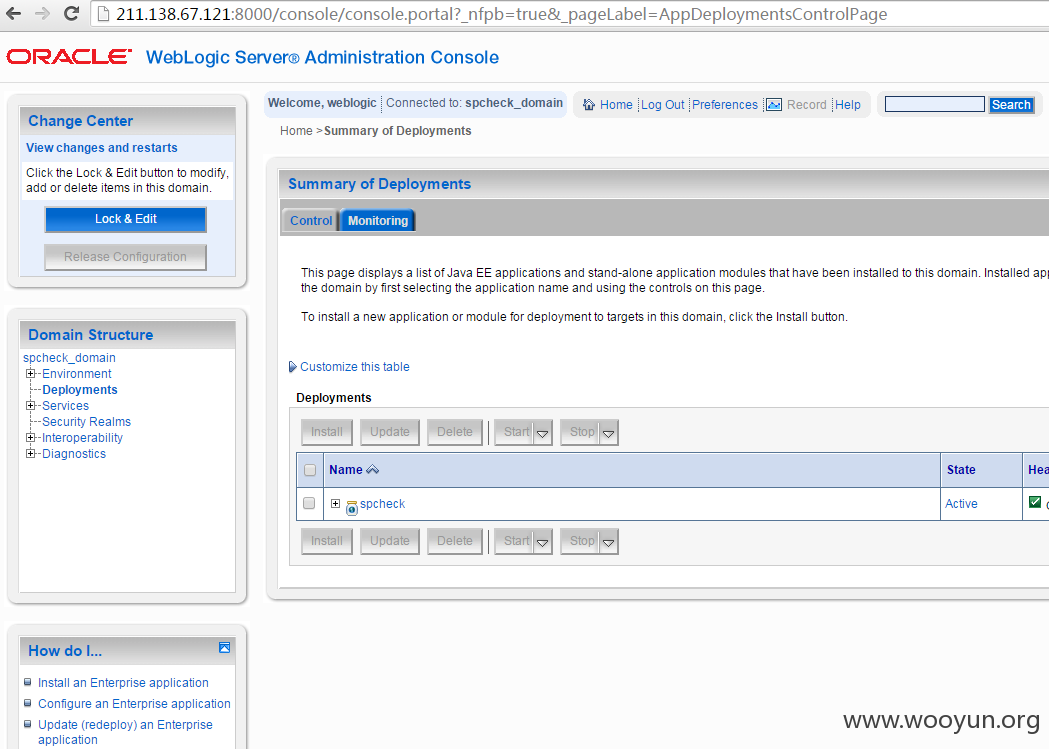 211.138.67.121:8000/console/console.portal?_nfpb=true&_pageLabel=AppDeploymentsControlPage
ORACLE WebLogic Server® Administration Console
Change Center
View changes and restarts
Click the Lock & Edit button to modify,
add or delete items in this domain.
Lock & Edit
Release Configuration
Domain Structure
spcheck_domain
Environment
Deployments
Services
Security Realms
Interoperability
Diagnostics
How do I...
Install an Enterprise application
Configure an Enterprise application
Update (redeploy) an Enterprise
application
Welcome, weblogic Connected to: spcheck_domain
Home Log Out Preferences Record Help Search
Home > Summary of Deployments
Summary of Deployments
Control Monitoring
This page displays a list of Java EE applications and stand-alone application modules that have been installed to this domain. Installed
the domain by first selecting the application name and using the controls on this page.
To install a new application or module for deployment to targets in this domain, click the Install button.
Customize this table
Deployments
Install Update Delete Start Stop
Name State
spcheck Active
Install Update Delete Start Stop
www.wooyun.org